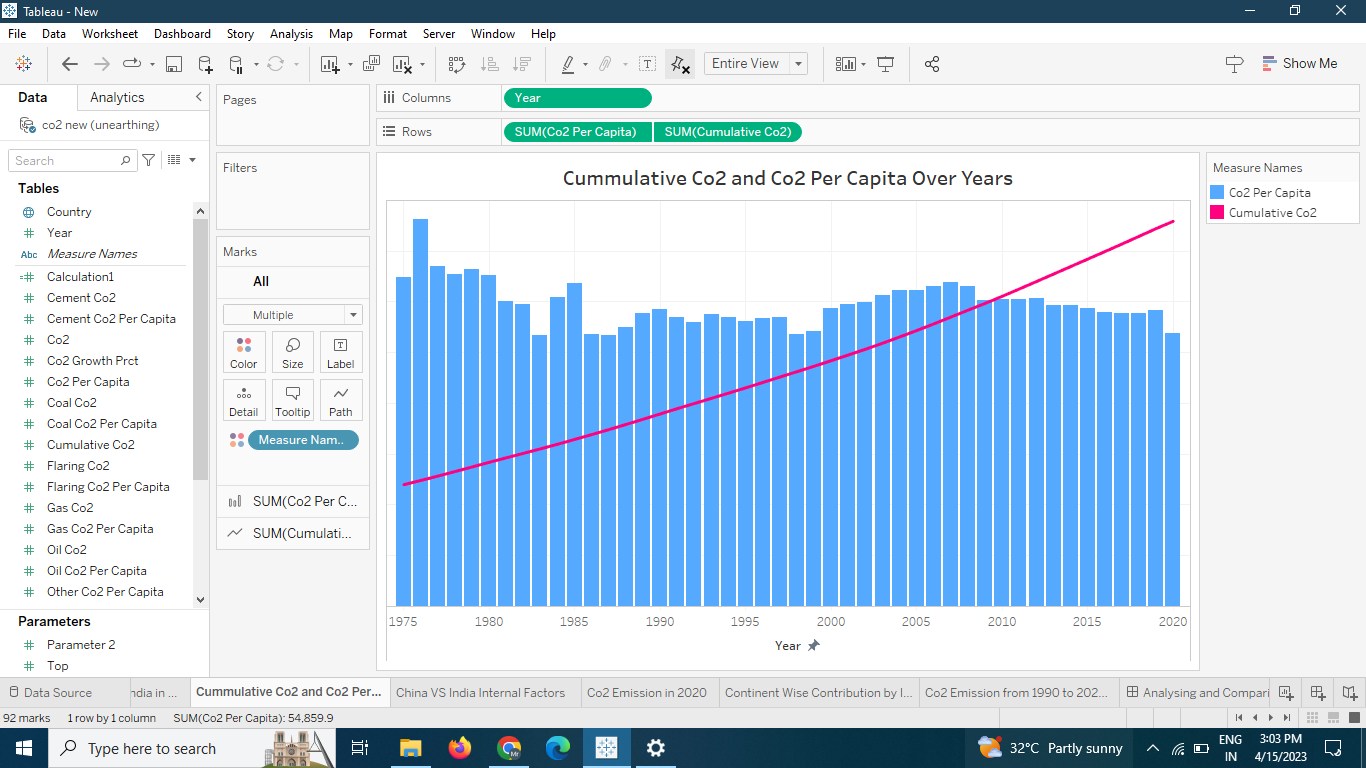 Tableau - New
File Data Worksheet Dashboard Story Analysis Map Format Server Window Help
Entire View
Show Me
Data Analytics
co2 new (unearthing)
Search
Tables
Country
Year
Abc Measure Names
Calculation1
Cement Co2
Cement Co2 Per Capita
Co2
Co2 Growth Prct
Co2 Per Capita
Coal Co2
Coal Co2 Per Capita
Cumulative Co2
Flaring Co2
Flaring Co2 Per Capita
Gas Co2
Gas Co2 Per Capita
Oil Co2
Oil Co2 Per Capita
Other Co2 Per Capita
Parameters
Parameter 2
Top
Pages
Filters
Marks
All
Multiple
Color Size Label
Detail Tooltip Path
Measure Nam..
SUM(Co2 Per C...
SUM(Cumulati...
Columns Year
Rows SUM(Co2 Per Capita) SUM(Cumulative Co2)
Cummulative Co2 and Co2 Per Capita Over Years
1975 1980 1985 1990 1995 2000 2005 2010 2015 2020
Year
Measure Names
Co2 Per Capita
Cumulative Co2
Data Source ndia in ... Cummulative Co2 and Co2 Per... China VS India Internal Factors Co2 Emission in 2020 Continent Wise Contribution by I... Co2 Emission from 1990 to 202... Analysing and Compari
92 marks 1 row by 1 column SUM(Co2 Per Capita): 54,859.9
Type here to search
32°C Partly sunny
ENG
IN
3:03 PM
4/15/2023